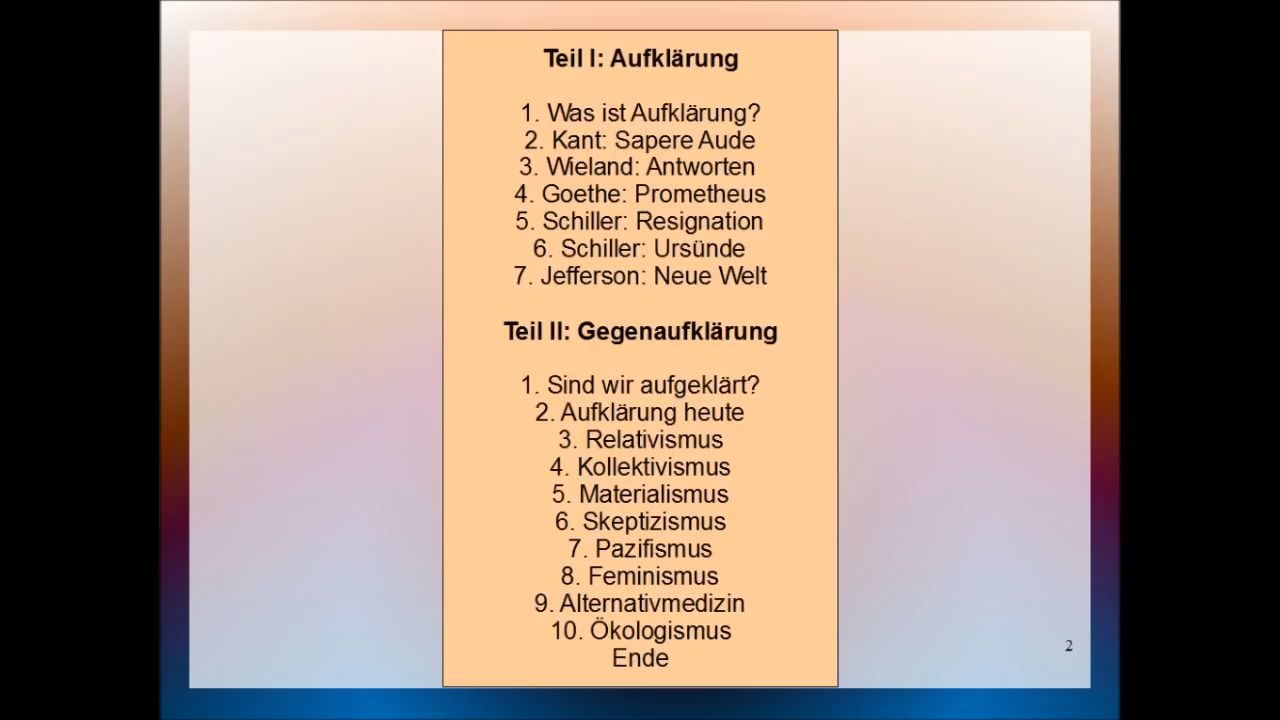 Teil I: Aufklärung
1. Was ist Aufklärung?
2. Kant: Sapere Aude
3. Wieland: Antworten
4. Goethe: Prometheus
5. Schiller: Resignation
6. Schiller: Ursünde
7. Jefferson: Neue Welt
Teil II: Gegenaufklärung
1. Sind wir aufgeklärt?
2. Aufklärung heute
3. Relativismus
4. Kollektivismus
5. Materialismus
6. Skeptizismus
7. Pazifismus
8. Feminismus
9. Alternativmedizin
10. Ökologismus
Ende
2